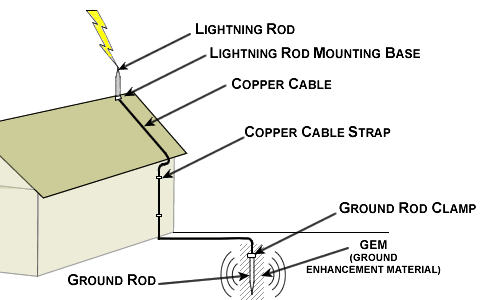 LIGHTNING ROD
LIGHTNING ROD MOUNTING BASE
COPPER CABLE
COPPER CABLE STRAP
GROUND ROD CLAMP
GEM
(GROUND
ENHANCEMENT MATERIAL)
GROUND ROD